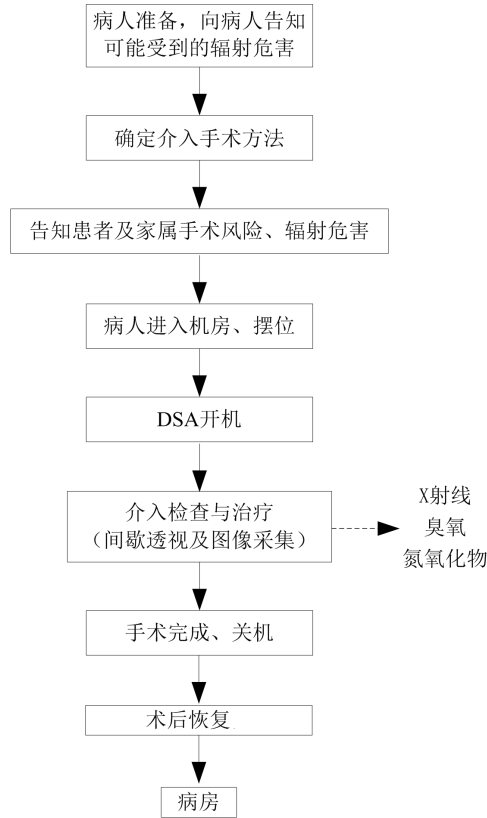 病人准备，向病人告知
可能受到的辐射危害
确定介入手术方法
告知患者及家属手术风险、辐射危害
病人进入机房、摆位
DSA开机
介入检查与治疗
（间歇透视及图像采集）
X射线
臭氧
氮氧化物
手术完成、关机
术后恢复
病房